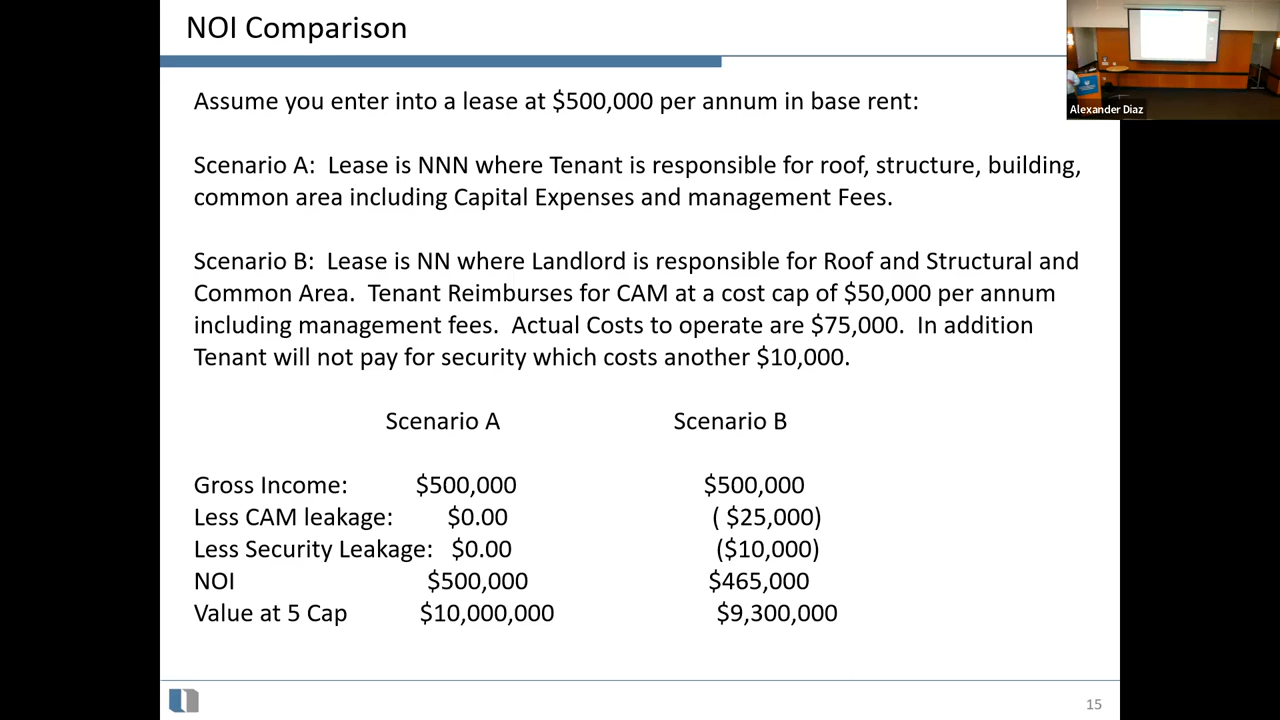 NOI Comparison
Alexander Diaz
Assume you enter into a lease at $500,000 per annum in base rent:
Scenario A: Lease is NNN where Tenant is responsible for roof, structure, building,
common area including Capital Expenses and management Fees.
Scenario B: Lease is NN where Landlord is responsible for Roof and Structural and
Common Area. Tenant Reimburses for CAM at a cost cap of $50,000 per annum
including management fees. Actual Costs to operate are $75,000. In addition
Tenant will not pay for security which costs another $10,000.
Scenario A Scenario B
Gross Income: $500,000 $500,000
Less CAM leakage: $0.00 ( $25,000)
Less Security Leakage: $0.00 ($10,000)
NOI $500,000 $465,000
Value at 5 Cap $10,000,000 $9,300,000
15